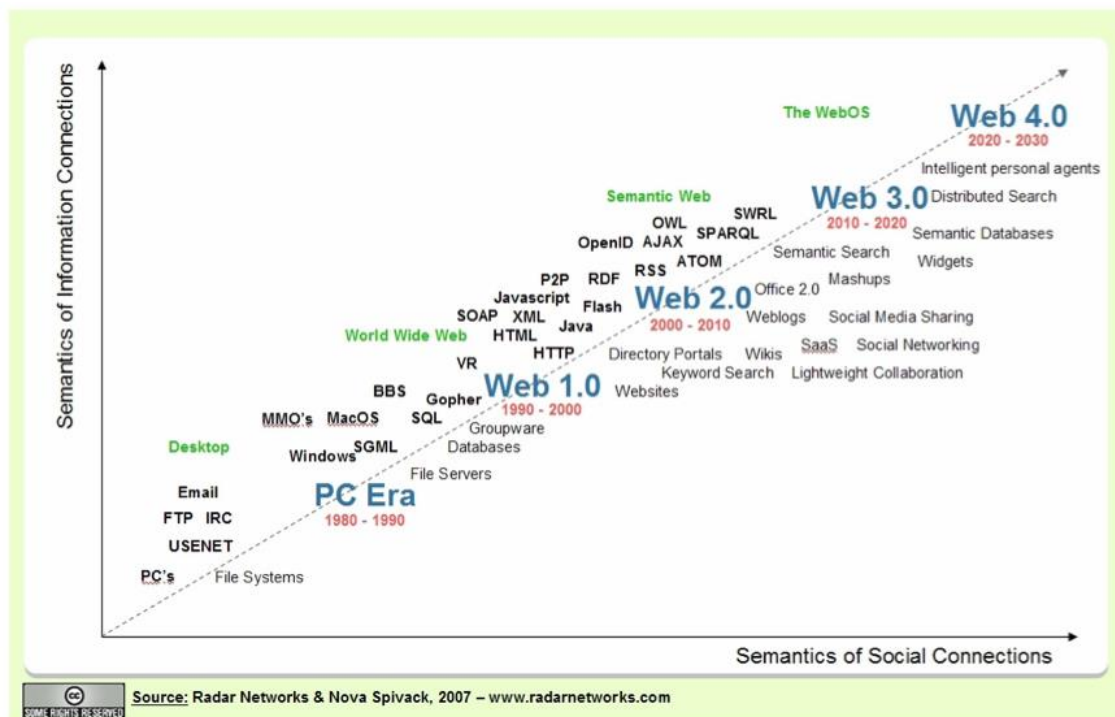 Semantics of Information Connections
The WebOS
Web 4.0
2020 - 2030
Intelligent personal agents
Semantic Web
Web 3.0
Distributed Search
2010 - 2020
SWRL
OWL
SPARQL
OpenID
AJAX
Semantic Databases
Semantic Search
ATOM
Widgets
RSS
P2P
RDF
Mashups
Office 2.0
Javascript
Web 2.0
Flash
SOAP
XML
Java
2000 - 2010
Weblogs
Social Media Sharing
World Wide Web
HTML
HTTP
Directory Portals
Wikis
SaaS
Social Networking
VR
Keyword Search
Lightweight Collaboration
Web 1.0
Websites
BBS
Gopher
1990 - 2000
MMO's
MacOS
SQL
Groupware
Desktop
SGML
Databases
Windows
File Servers
Email
PC Era
1980 - 1990
FTP
IRC
USENET
PC's
File Systems
Semantics of Social Connections
cc
SOME RIGHTS RESERVED
Source: Radar Networks & Nova Spivack, 2007 – www.radarnetworks.com